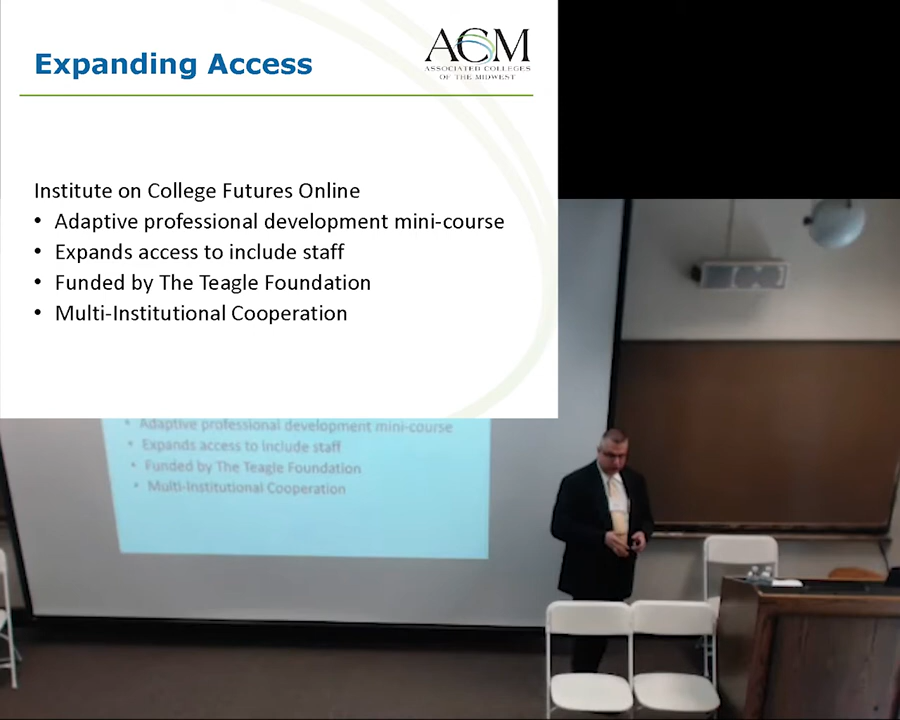 Expanding Access
ACM
ASSOCIATED COLLEGES
OF THE MIDWEST
Institute on College Futures Online
• Adaptive professional development mini-course
• Expands access to include staff
• Funded by The Teagle Foundation
• Multi-Institutional Cooperation
• Adaptive professional development mini-course
• Expands access to include staff
• Funded by The Teagle Foundation
• Multi-Institutional Cooperation